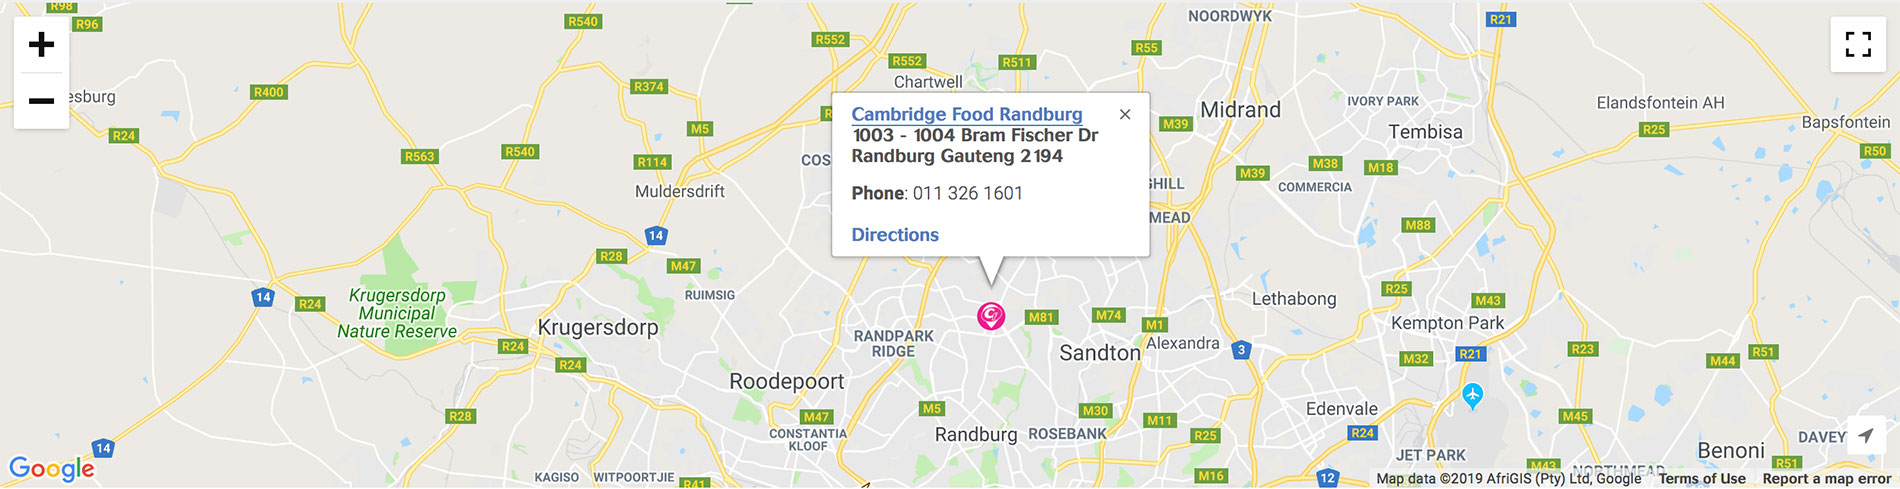 R98
R96
R540
NOORDWYK
R21
R552
R55
R552
R511
Chartwell
esburg
R400
R374
Midrand
IVORY PARK
Elandsfontein AH
Cambridge Food Randburg
1003 - 1004 Bram Fischer Dr
Randburg Gauteng 2194
Phone: 011 326 1601
Directions
R24
M5
M39
Tembisa
R25
Bapsfontein
R50
R563
R540
R114
COS
M39
M38
M18
Muldersdrift
GHILL
COMMERCIA
MEAD
M88
14
R28
M47
RUIMSIG
14
R24
Krugersdorp
Municipal
Nature Reserve
Lethabong
R25
M43
Krugersdorp
RANDPARK
RIDGE
M81
M74
M1
Kempton Park
R24
R24
Sandton
Alexandra
3
M32
R21
R23
M44
R51
Roodepoort
R28
M47
M5
M30
M11
Edenvale
M45
CONSTANTIA
KLOOF
Randburg
ROSEBANK
R25
R24
14
Benoni
DAVEY
JET PARK
M43
NORTHMEAD
R51
Google
KAGISO
WITPOORTJIE
R41
M16
12
Map data ©2019 AfriGIS (Pty) Ltd, Google
Terms of Use
Report a map error